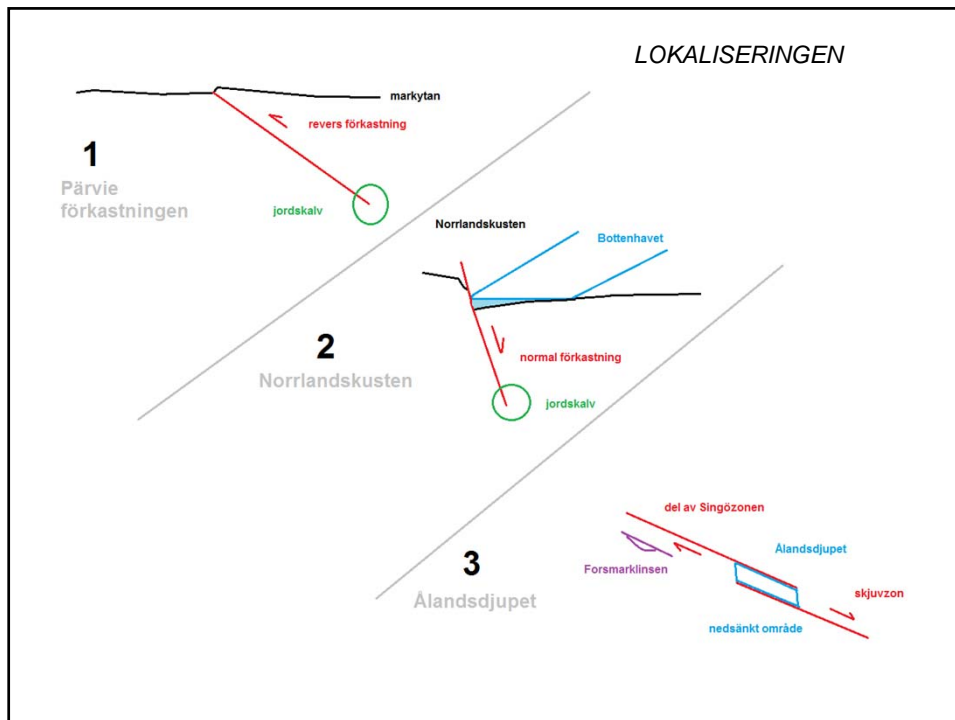 LOKALISERINGEN
markytan
revers förkastning
1
Pärvie
förkastningen
jordskalv
Norrlandskusten
Bottenhavet
2
Norrlandskusten
normal förkastning
jordskalv
del av Singözonen
Ålandsdjupet
3
Forsmarklinsen
Ålandsdjupet
skjuvzon
nedsänkt område